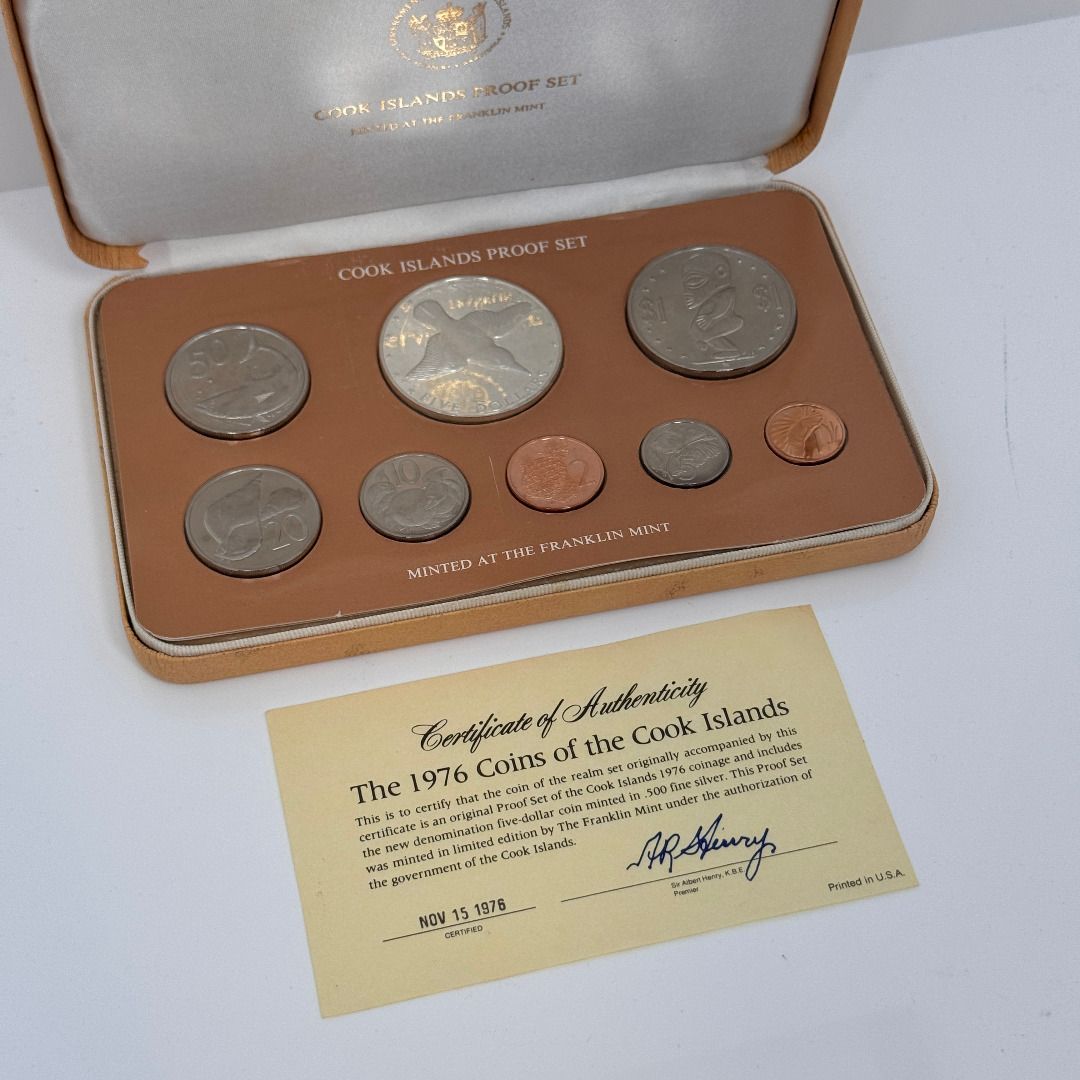 COOK ISLANDS PROOF SET
MINTED AT THE FRANKLIN MINT
COOK ISLANDS PROOF SET
50
FIVE DOLLARS
$1
20
10
2
1
MINTED AT THE FRANKLIN MINT
Certificate of Authenticity
The 1976 Coins of the Cook Islands
This is to certify that the coin of the realm set originally accompanied by this
certificate is an original Proof Set of the Cook Islands 1976 coinage and includes
the new denomination five-dollar coin minted in .500 fine silver. This Proof Set
was minted in limited edition by The Franklin Mint under the authorization of
the government of the Cook Islands.
NOV 15 1976
CERTIFIED
Sir Albert Henry, K.B.E.
Premier
Printed in U.S.A.